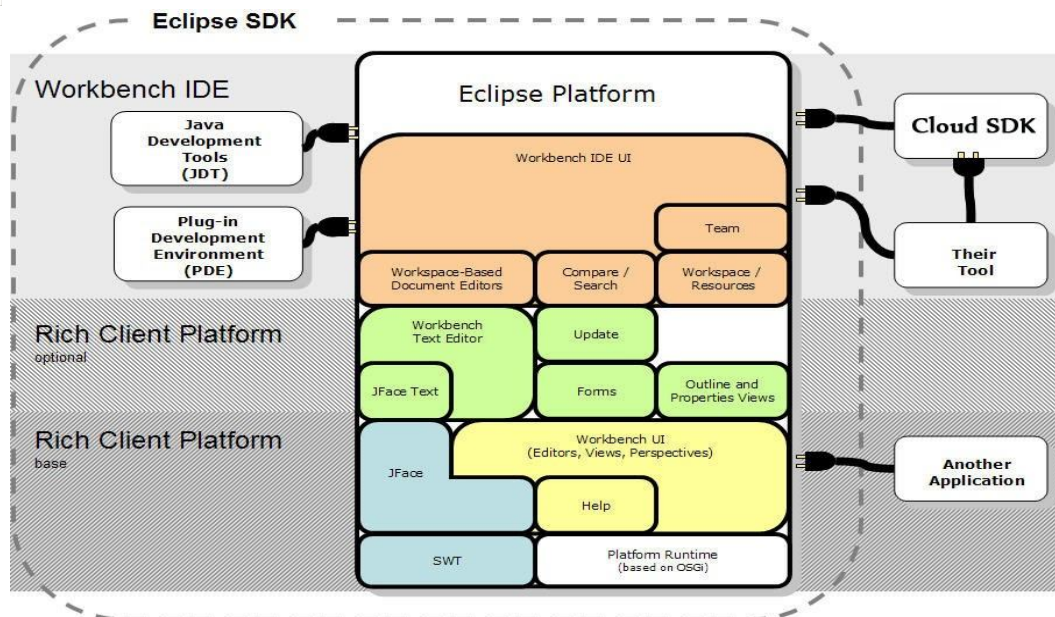 Eclipse SDK
Workbench IDE
Eclipse Platform
Java
Development
Tools
(JDT)
Cloud SDK
Workbench IDE UI
Plug-in
Development
Environment
(PDE)
Team
Their
Tool
Workspace-Based
Document Editors
Compare /
Search
Workspace /
Resources
Rich Client Platform
optional
Workbench
Text Editor
Update
JFace Text
Forms
Outline and
Properties Views
Rich Client Platform
base
Workbench UI
(Editors, Views, Perspectives)
JFace
Another
Application
Help
SWT
Platform Runtime
(based on OSGi)